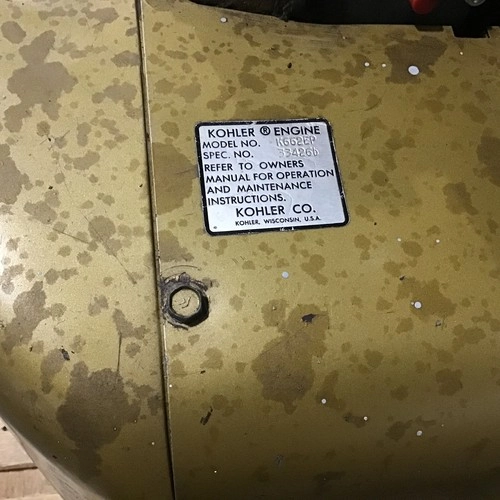 KOHLER ® ENGINE
MODEL NO. K662EP
SPEC. NO.
REFER TO OWNERS
MANUAL FOR OPERATION
AND MAINTENANCE
INSTRUCTIONS.
KOHLER CO.
KOHLER, WISCONSIN, U.S.A.